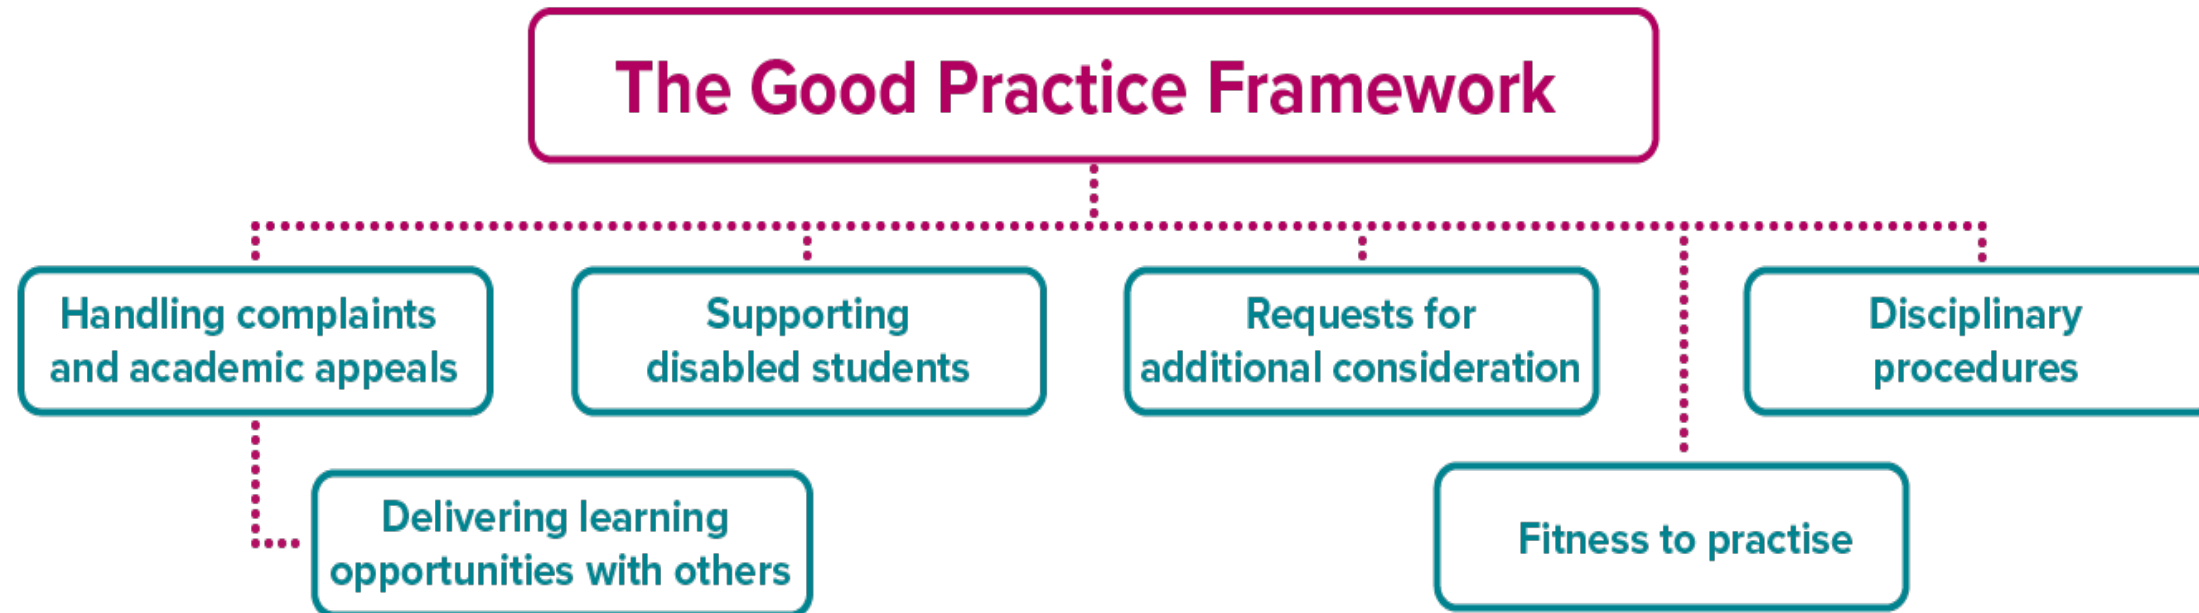 The Good Practice Framework
Handling complaints
and academic appeals
Supporting
disabled students
Requests for
additional consideration
Disciplinary
procedures
Delivering learning
opportunities with others
Fitness to practise